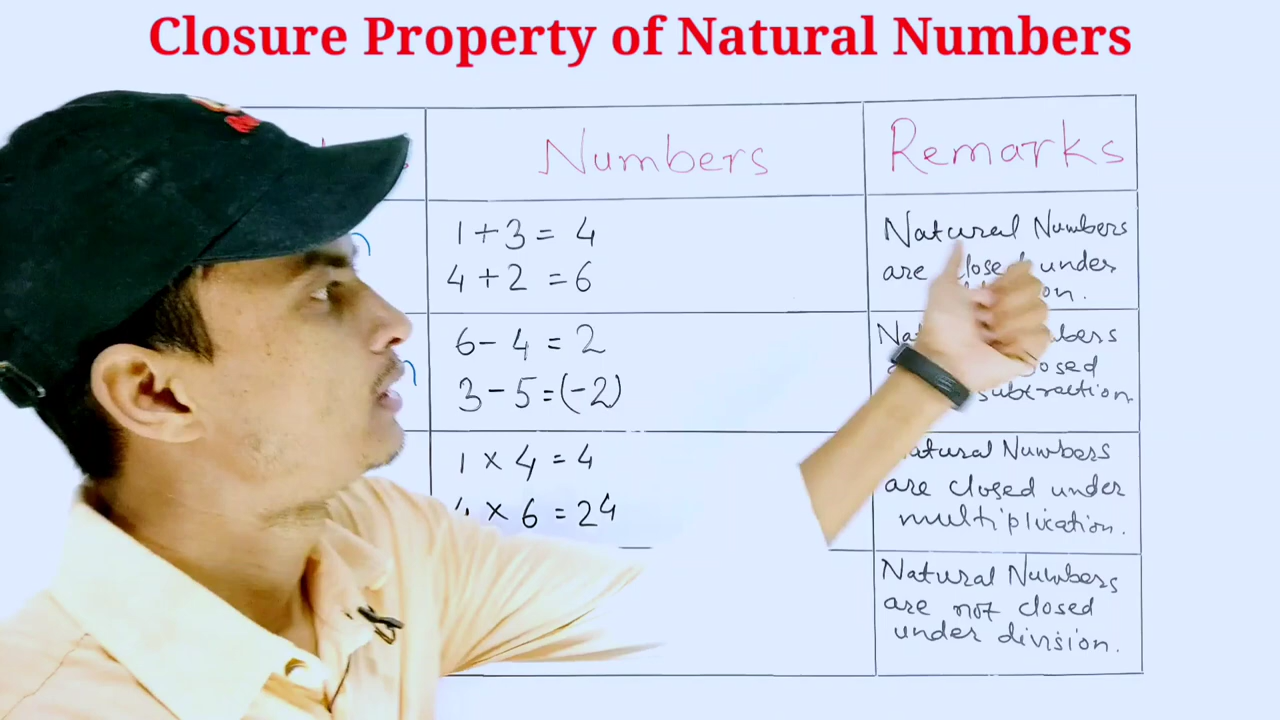 Closure Property of Natural Numbers
Numbers
Remarks
1 + 3 = 4
4 + 2 = 6
Natural Numbers
are closed under
6 - 4 = 2
3 - 5 = (-2)
subtraction.
1 × 4 = 4
× 6 = 24
Natural Numbers
are closed under
multiplication.
Natural Numbers
are not closed
under division.